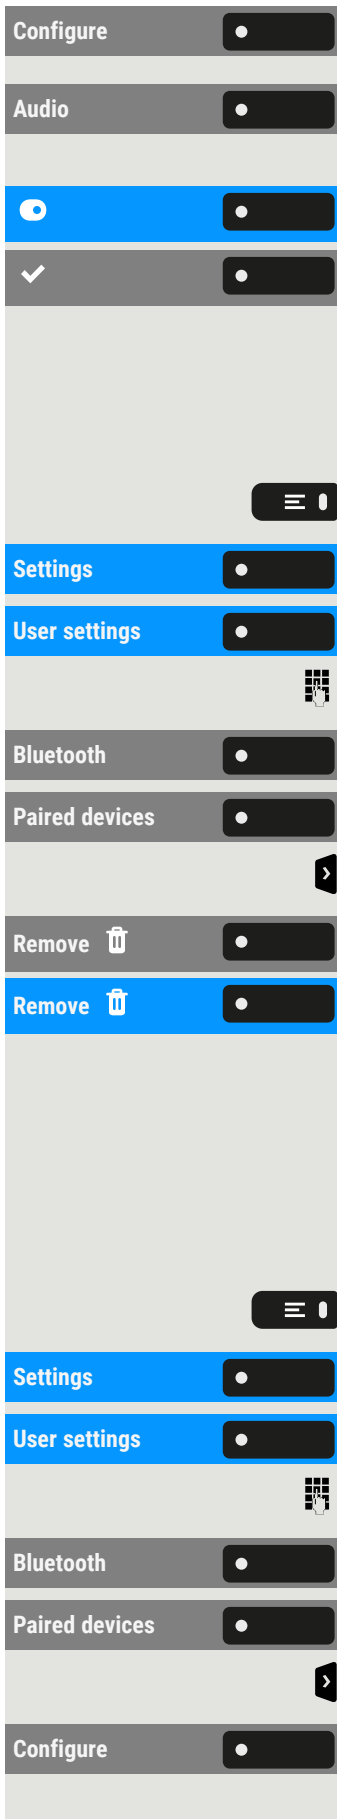 Configure
Audio
Settings
User settings
Bluetooth
Paired devices
Remove
Remove
Settings
User settings
Bluetooth
Paired devices
Configure